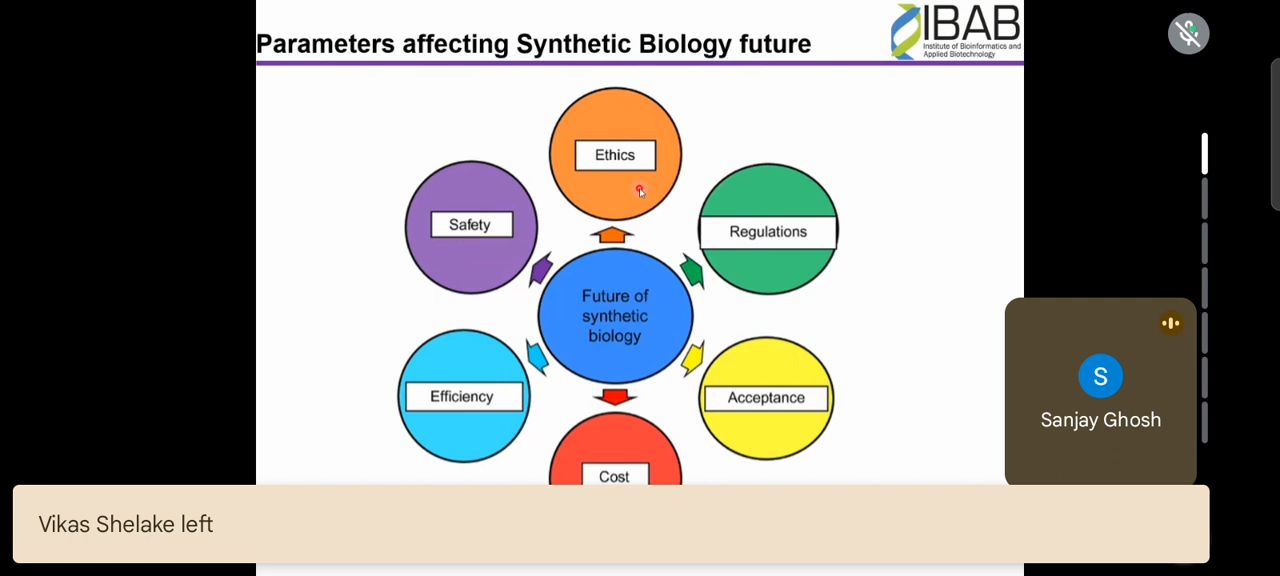 Parameters affecting Synthetic Biology future
IBAB
Institute of Bioinformatics and
Applied Biotechnology
Ethics
Safety
Regulations
Future of
synthetic
biology
Efficiency
Acceptance
Cost
S
Sanjay Ghosh
Vikas Shelake left